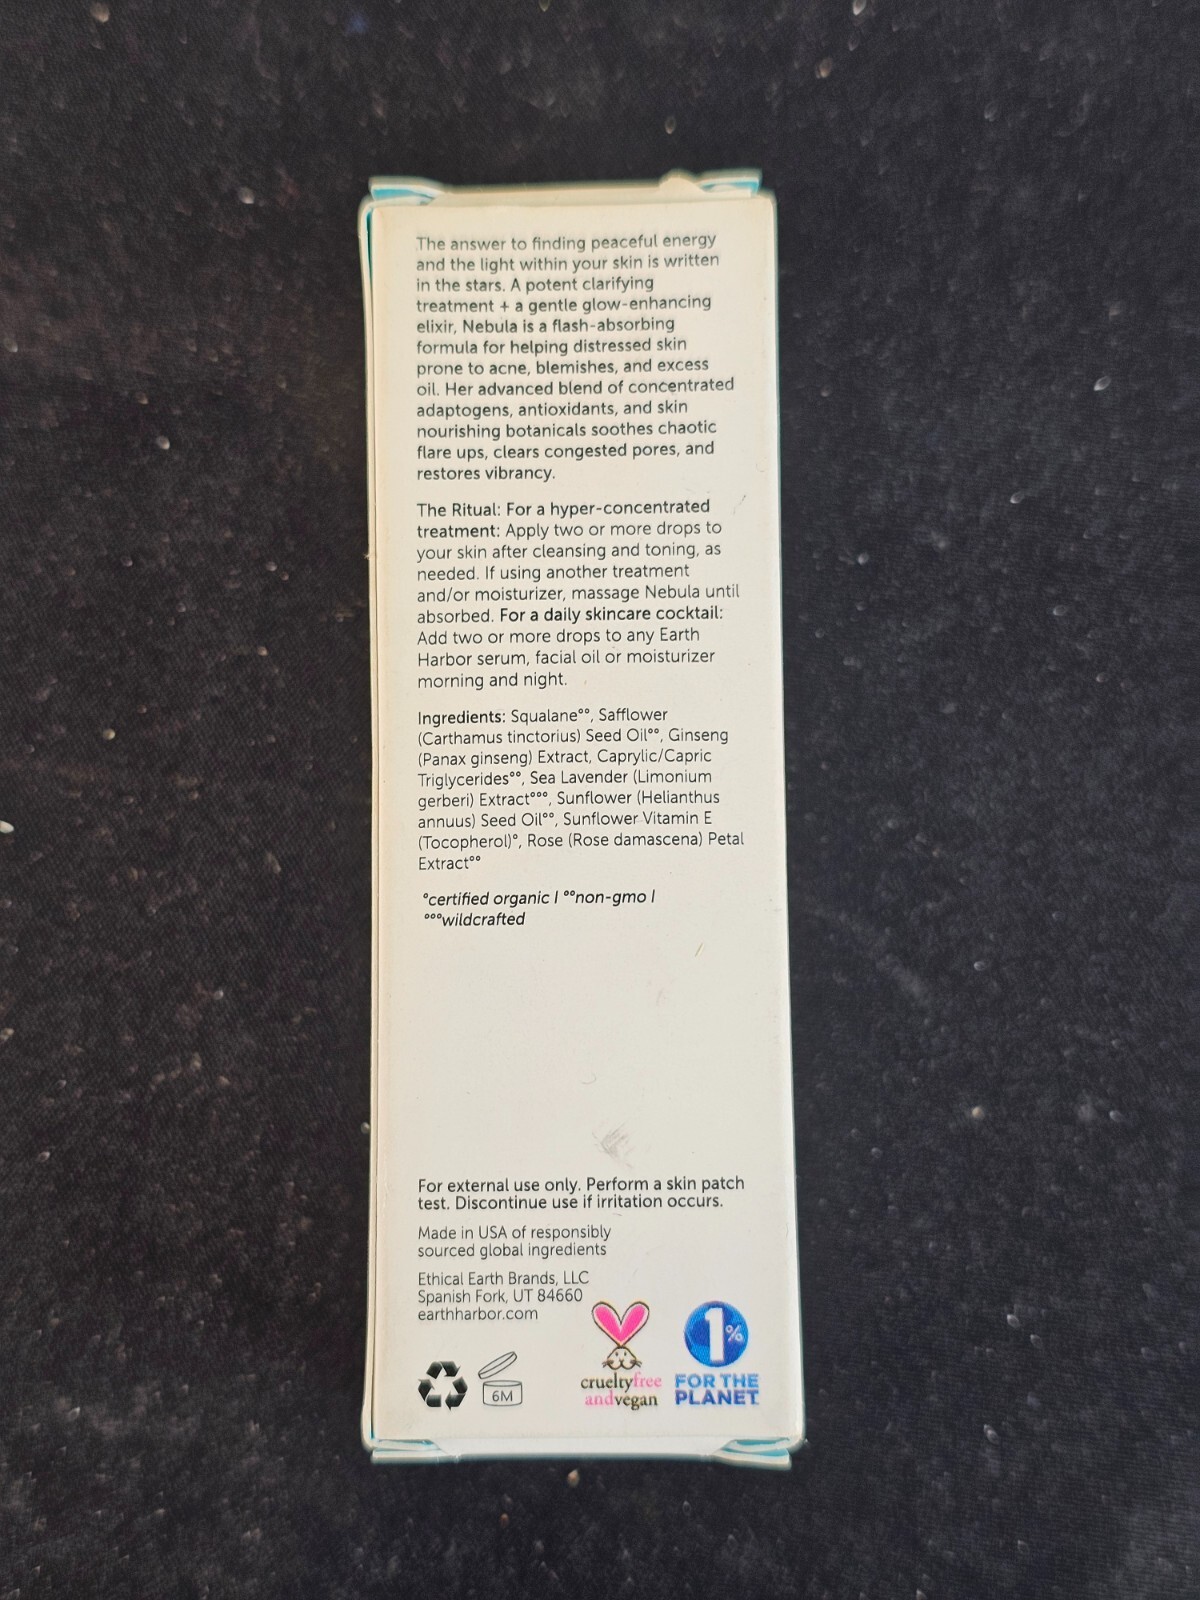 The answer to finding peaceful energy
and the light within your skin is written
in the stars. A potent clarifying
treatment + a gentle glow-enhancing
elixir, Nebula is a flash-absorbing
formula for helping distressed skin
prone to acne, blemishes, and excess
oil. Her advanced blend of concentrated
adaptogens, antioxidants, and skin
nourishing botanicals soothes chaotic
flare ups, clears congested pores, and
restores vibrancy.
The Ritual: For a hyper-concentrated
treatment: Apply two or more drops to
your skin after cleansing and toning, as
needed. If using another treatment
and/or moisturizer, massage Nebula until
absorbed. For a daily skincare cocktail:
Add two or more drops to any Earth
Harbor serum, facial oil or moisturizer
morning and night.
Ingredients: Squalane°°, Safflower
(Carthamus tinctorius) Seed Oil°°, Ginseng
(Panax ginseng) Extract, Caprylic/Capric
Triglycerides°°, Sea Lavender (Limonium
gerberi) Extract°°°, Sunflower (Helianthus
annuus) Seed Oil°°, Sunflower Vitamin E
(Tocopherol)°, Rose (Rose damascena) Petal
Extract°°
°certified organic | °°non-gmo |
°°°wildcrafted
For external use only. Perform a skin patch
test. Discontinue use if irritation occurs.
Made in USA of responsibly
sourced global ingredients
Ethical Earth Brands, LLC
Spanish Fork, UT 84660
earthharbor.com
6M
crueltyfree
andvegan
1%
FOR THE
PLANET